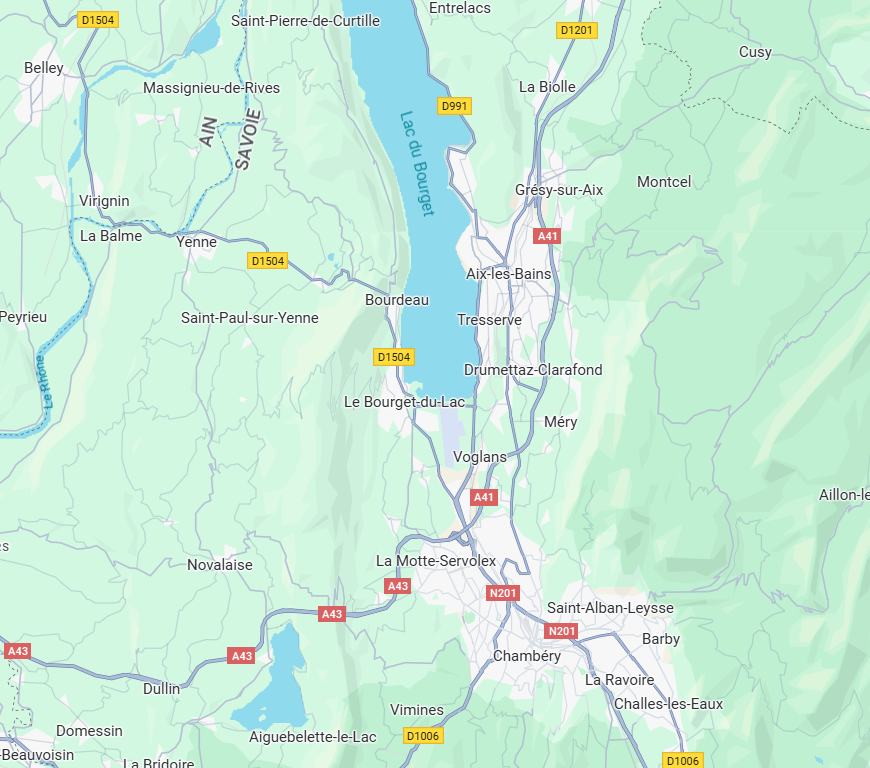 Entrelacs
D1504
Saint-Pierre-de-Curtille
D1201
Cusy
Belley
Massignieu-de-Rives
La Biolle
D991
AIN
SAVOIE
Lac du Bourget
Montcel
Grésy-sur-Aix
Virignin
La Balme
Yenne
A41
D1504
Aix-les-Bains
Bourdeau
Peyrieu
Saint-Paul-sur-Yenne
Tresserve
D1504
Drumettaz-Clarafond
Le Rhône
Le Bourget-du-Lac
Méry
Voglans
A41
Aillon-le
Novalaise
La Motte-Servolex
A43
N201
Saint-Alban-Leysse
A43
N201
Barby
A43
A43
Chambéry
La Ravoire
Dullin
Challes-les-Eaux
Vimines
Domessin
Aiguebelette-le-Lac
D1006
-Beauvoisin
La Bridoire
D1006